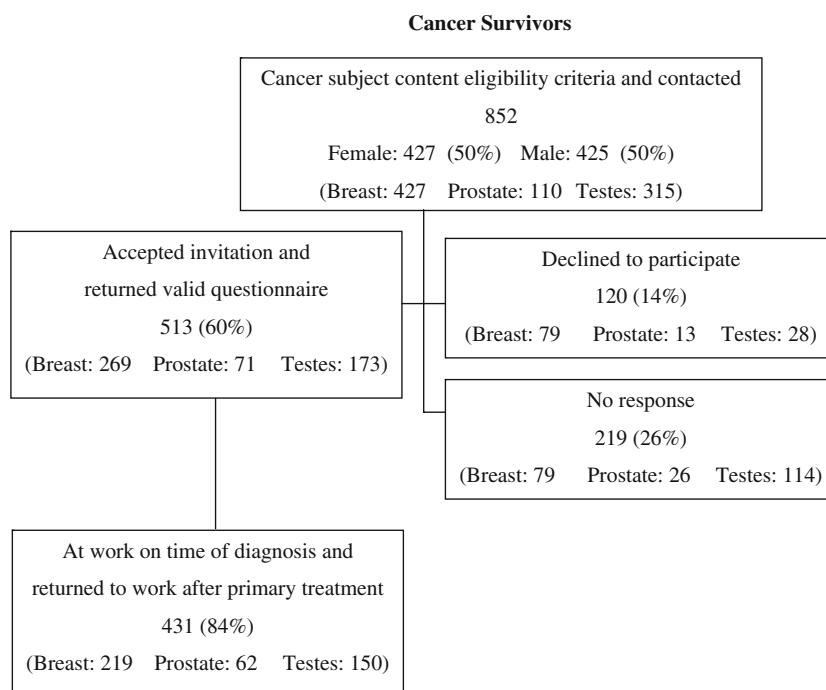 Cancer Survivors
Cancer subject content eligibility criteria and contacted
852
Female: 427 (50%) Male: 425 (50%)
(Breast: 427 Prostate: 110 Testes: 315)
Accepted invitation and
returned valid questionnaire
513 (60%)
(Breast: 269 Prostate: 71 Testes: 173)
Declined to participate
120 (14%)
(Breast: 79 Prostate: 13 Testes: 28)
No response
219 (26%)
(Breast: 79 Prostate: 26 Testes: 114)
At work on time of diagnosis and
returned to work after primary treatment
431 (84%)
(Breast: 219 Prostate: 62 Testes: 150)